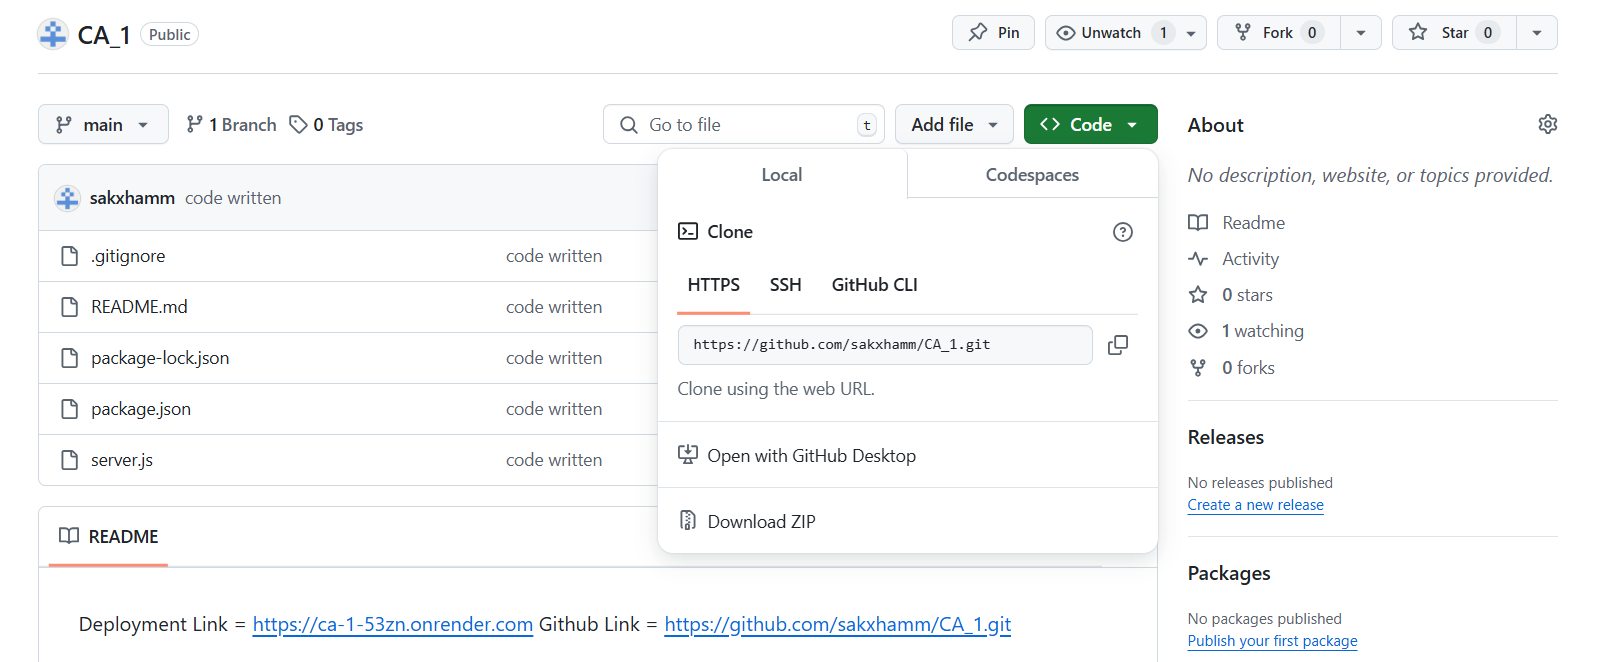 CA_1 Public Pin Unwatch 1 Fork 0 Star 0
main 1 Branch 0 Tags Go to file t Add file Code
sakxhamm code written
.gitignore code written
README.md code written
package-lock.json code written
package.json code written
server.js code written
Local Codespaces
Clone
HTTPS SSH GitHub CLI
https://github.com/sakxhamm/CA_1.git
Clone using the web URL.
Open with GitHub Desktop
Download ZIP
README
Deployment Link = https://ca-1-53zn.onrender.com Github Link = https://github.com/sakxhamm/CA_1.git
About
No description, website, or topics provided.
Readme
Activity
0 stars
1 watching
0 forks
Releases
No releases published
Create a new release
Packages
No packages published
Publish your first package